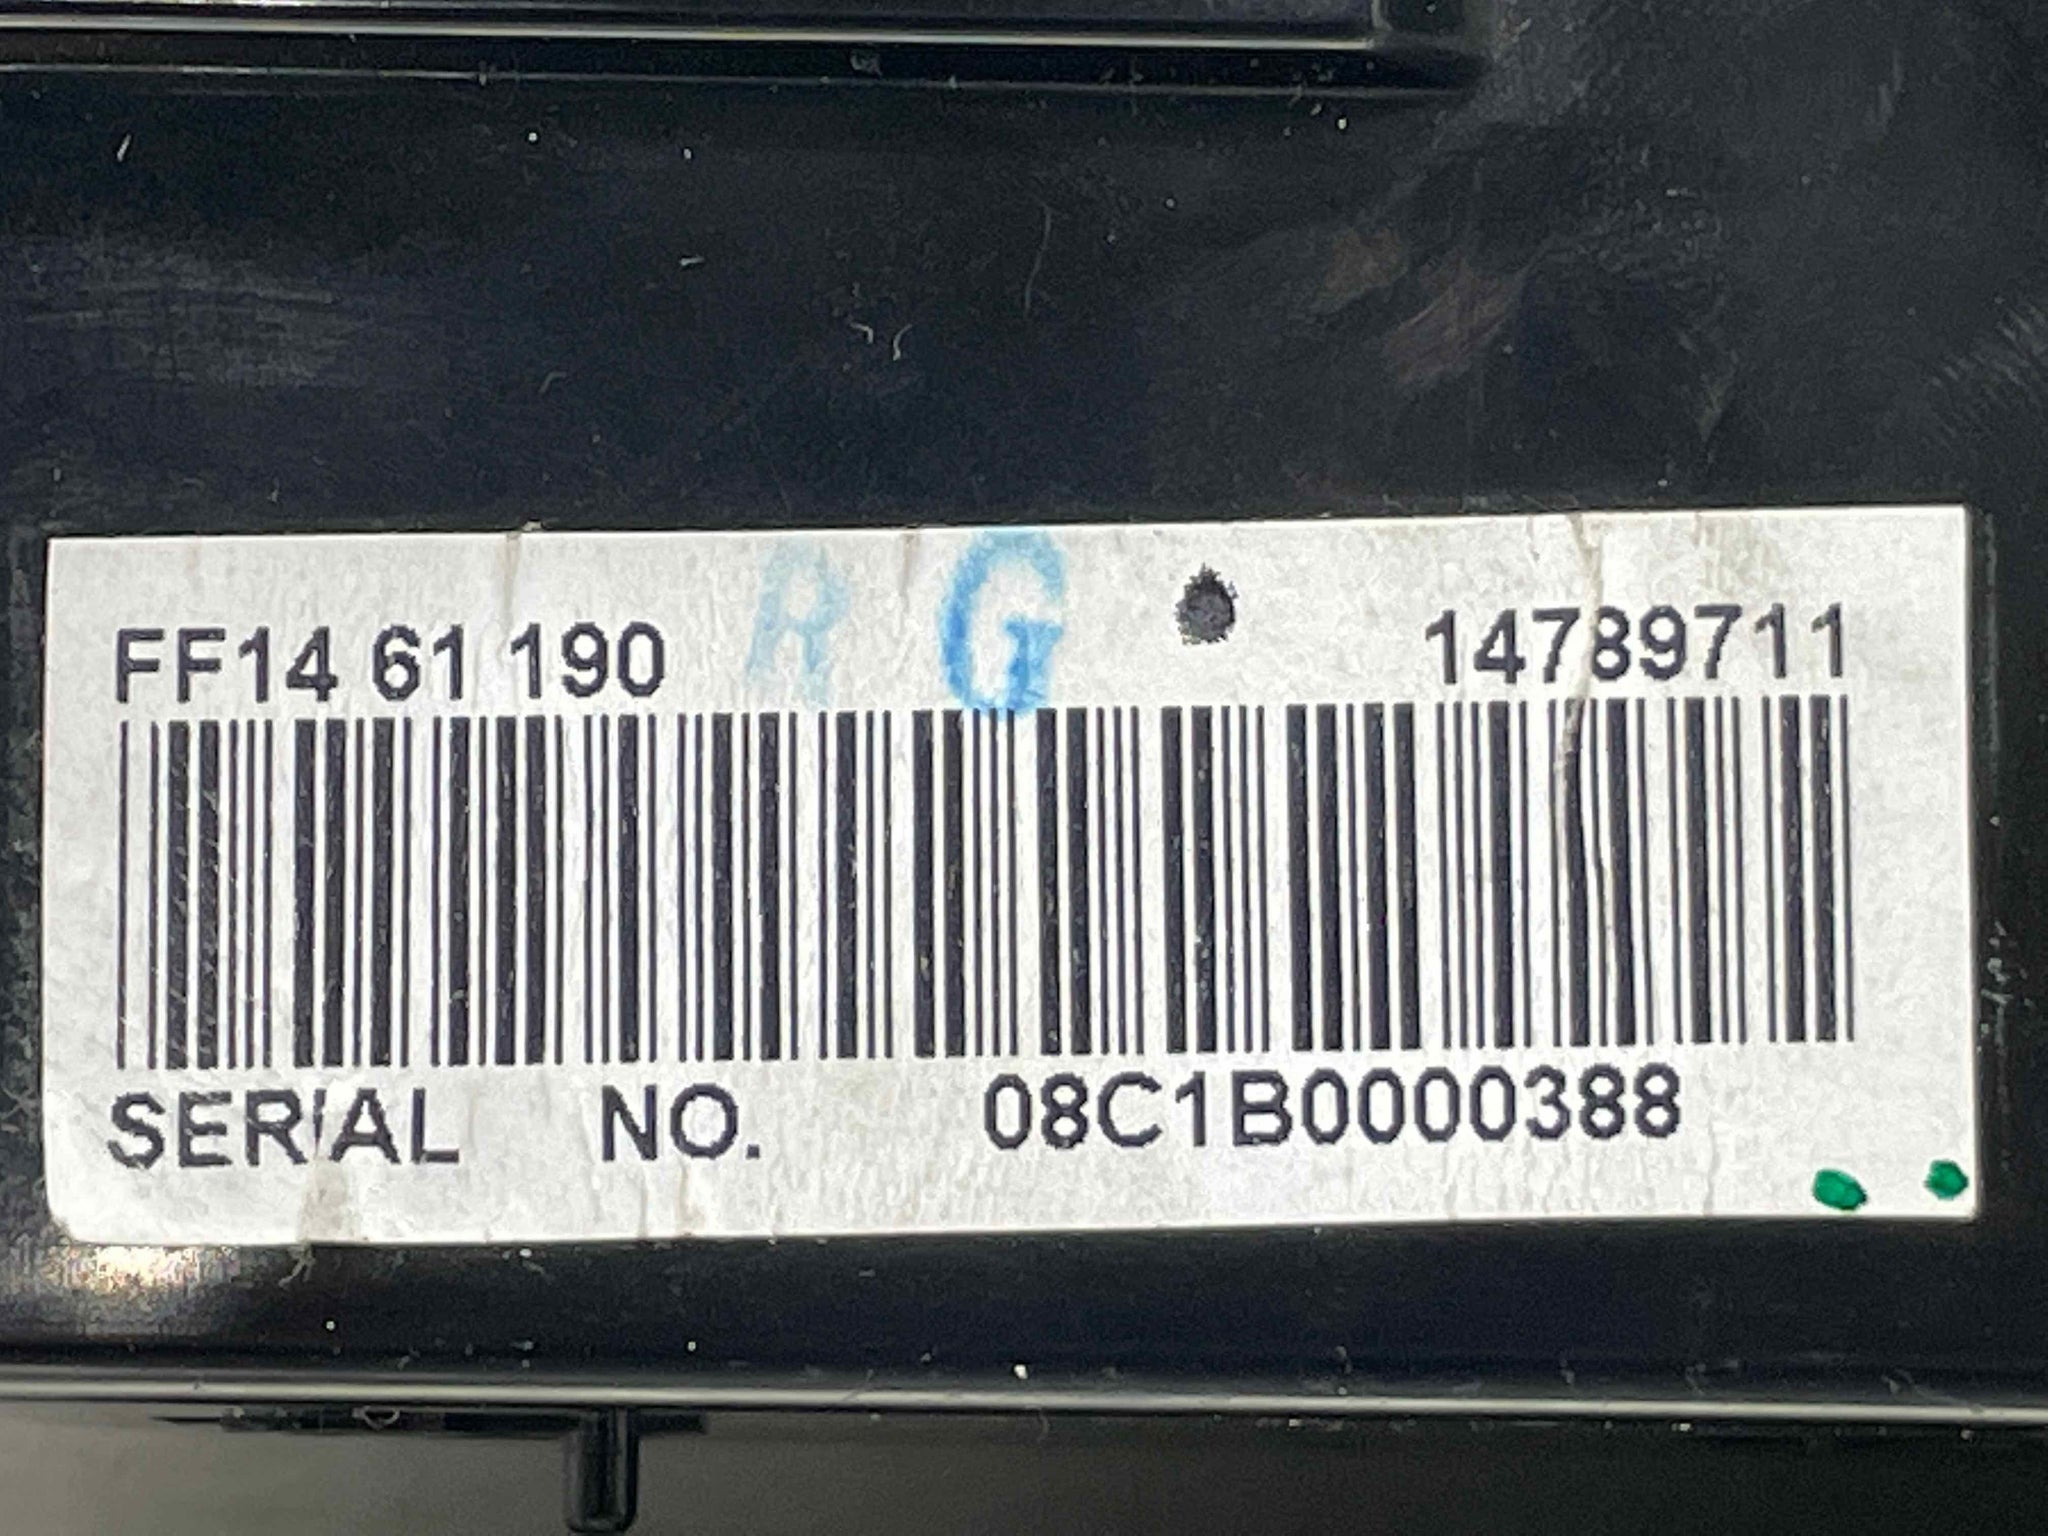 FF14 61 190 R G 14789711
SERIAL NO. 08C1B0000388